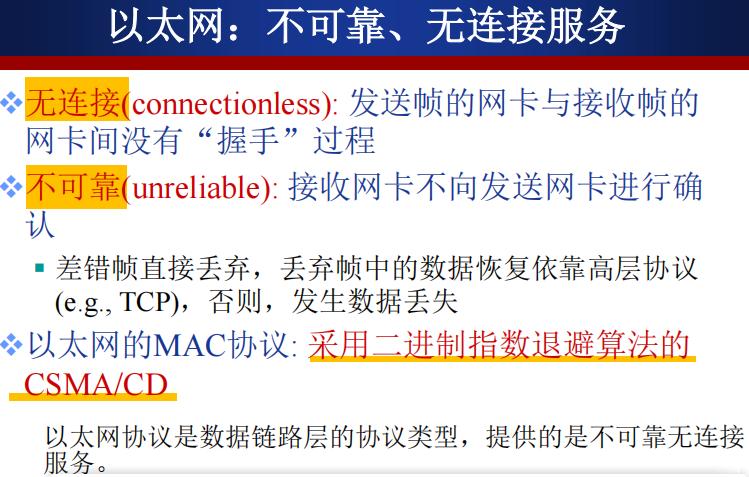 以太网：不可靠、无连接服务
无连接(connectionless): 发送帧的网卡与接收帧的
网卡间没有“握手”过程
不可靠(unreliable): 接收网卡不向发送网卡进行确
认
差错帧直接丢弃，丢弃帧中的数据恢复依靠高层协议
(e.g., TCP)，否则，发生数据丢失
以太网的MAC协议: 采用二进制指数退避算法的
CSMA/CD
以太网协议是数据链路层的协议类型，提供的是不可靠无连接
服务。